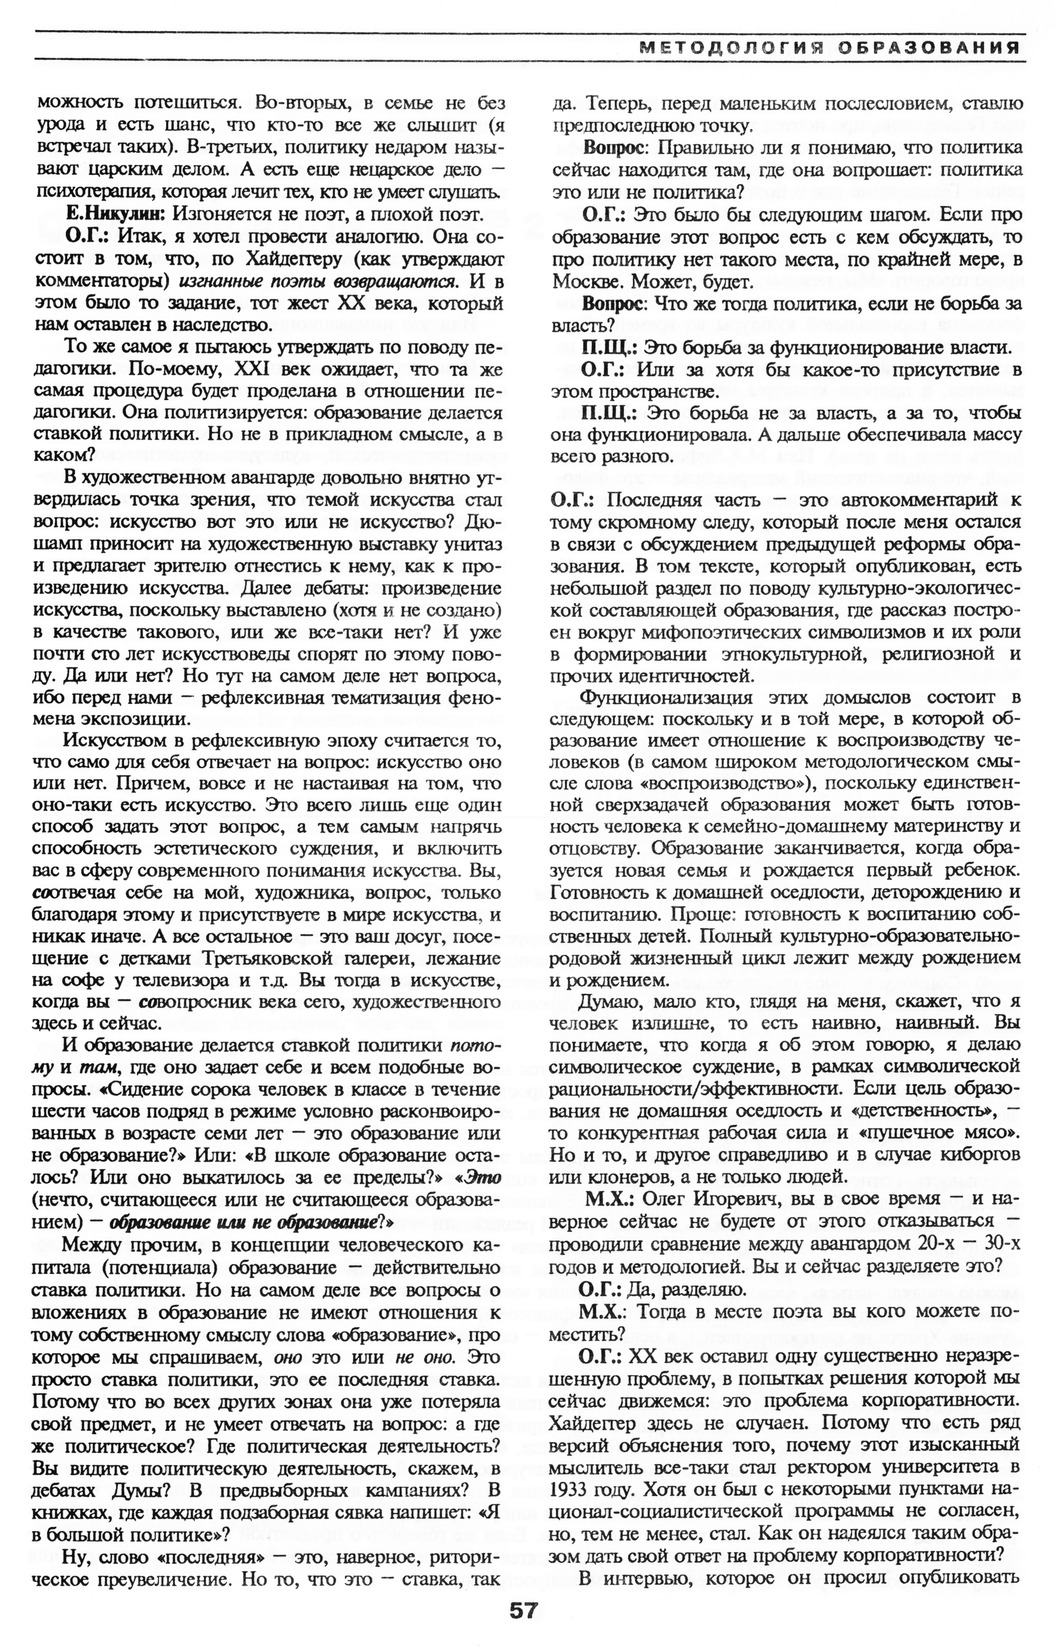 МЕТОДОЛОГИЯ ОБРАЗОВАНИЯ
можность потешиться. Во-вторых, в семье не без
урода и есть шанс, что кто-то все же слышит (я
встречал таких). В-третьих, политику недаром назы-
вают царским делом. А есть еще нецарское дело —
психотерапия, которая лечит тех, кто не умеет слушать.
Е.Никулин: Изгоняется не поэт, а плохой поэт.
О.Г.: Итак, я хотел провести аналогию. Она со-
стоит в том, что, по Хайдеггеру (как утверждают
комментаторы) изгнанные поэты возвращаются. И в
этом было то задание, тот жест XX века, который
нам оставлен в наследство.
То же самое я пытаюсь утверждать по поводу пе-
дагогики. По-моему, XXI век ожидает, что та же
самая процедура будет проделана в отношении пе-
дагогики. Она политизируется: образование делается
ставкой политики. Но не в прикладном смысле, а в
каком?
В художественном авангарде довольно внятно ут-
вердилась точка зрения, что темой искусства стал
вопрос: искусство вот это или не искусство? Дю-
шамп приносит на художественную выставку унитаз
и предлагает зрителю отнестись к нему, как к про-
изведению искусства. Далее дебаты: произведение
искусства, поскольку выставлено (хотя и не создано)
в качестве такового, или же все-таки нет? И уже
почти сто лет искусствоведы спорят по этому пово-
ду. Да или нет? Но тут на самом деле нет вопроса,
ибо перед нами — рефлексивная тематизация фено-
мена экспозиции.
Искусством в рефлексивную эпоху считается то,
что само для себя отвечает на вопрос: искусство оно
или нет. Причем, вовсе и не настаивая на том, что
оно-таки есть искусство. Это всего лишь еще один
способ задать этот вопрос, а тем самым напрячь
способность эстетического суждения, и включить
вас в сферу современного понимания искусства. Вы,
соотвечая себе на мой, художника, вопрос, только
благодаря этому и присутствуете в мире искусства, и
никак иначе. А все остальное — это ваш досуг, посе-
щение с детками Третьяковской галереи, лежание
на софе у телевизора и т.д. Вы тогда в искусстве,
когда вы — совопросник века сего, художественного
здесь и сейчас.
И образование делается ставкой политики пото-
му и там, где оно задает себе и всем подобные во-
просы. «Сидение сорока человек в классе в течение
шести часов подряд в режиме условно расконвоиро-
ванных в возрасте семи лет — это образование или
не образование?» Или: «В школе образование оста-
лось? Или оно выкатилось за ее пределы?» «Это
(нечто, считающееся или не считающееся образова-
нием) — образование или не образование?»
Между прочим, в концепции человеческого ка-
питала (потенциала) образование — действительно
ставка политики. Но на самом деле все вопросы о
вложениях в образование не имеют отношения к
тому собственному смыслу слова «образование», про
которое мы спрашиваем, оно это или не оно. Это
просто ставка политики, это ее последняя ставка.
Потому что во всех других зонах она уже потеряла
свой предмет, и не умеет отвечать на вопрос: а где
же политическое? Где политическая деятельность?
Вы видите политическую деятельность, скажем, в
дебатах Думы? В предвыборных кампаниях? В
книжках, где каждая подзаборная сявка напишет: «Я
в большой политике»?
Ну, слово «последняя» — это, наверное, ритори-
ческое преувеличение. Но то, что это — ставка, так
да. Теперь, перед маленьким послесловием, ставлю
предпоследнюю точку.
Вопрос: Правильно ли я понимаю, что политика
сейчас находится там, где она вопрошает: политика
это или не политика?
О.Г.: Это было бы следующим шагом. Если про
образование этот вопрос есть с кем обсуждать, то
про политику нет такого места, по крайней мере, в
Москве. Может, будет.
Вопрос: Что же тогда политика, если не борьба за
власть?
П.Щ.: Это борьба за функционирование власти.
О.Г.: Или за хотя бы какое-то присутствие в
этом пространстве.
П.Щ.: Это борьба не за власть, а за то, чтобы
она функционировала. А дальше обеспечивала массу
всего разного.
О.Г.: Последняя часть — это автокомментарий к
тому скромному следу, который после меня остался
в связи с обсуждением предыдущей реформы обра-
зования. В том тексте, который опубликован, есть
небольшой раздел по поводу культурно-экологичес-
кой составляющей образования, где рассказ постро-
ен вокруг мифопоэтических символизмов и их роли
в формировании этнокультурной, религиозной и
прочих идентичностей.
Функционализация этих домыслов состоит в
следующем: поскольку и в той мере, в которой об-
разование имеет отношение к воспроизводству че-
ловеков (в самом широком методологическом смы-
сле слова «воспроизводство»), поскольку единствен-
ной сверхзадачей образования может быть готов-
ность человека к семейно-домашнему материнству и
отцовству. Образование заканчивается, когда обра-
зуется новая семья и рождается первый ребенок.
Готовность к домашней оседлости, деторождению и
воспитанию. Проще: готовность к воспитанию соб-
ственных детей. Полный культурно-образовательно-
родовой жизненный цикл лежит между рождением
и рождением.
Думаю, мало кто, глядя на меня, скажет, что я
человек излишне, то есть наивно, наивный. Вы
понимаете, что когда я об этом говорю, я делаю
символическое суждение, в рамках символической
рациональности/эффективности. Если цель образо-
вания не домашняя оседлость и «детственность», —
то конкурентная рабочая сила и «пушечное мясо».
Но и то, и другое справедливо и в случае киборгов
или клонеров, а не только людей.
М.Х.: Олег Игоревич, вы в свое время — и на-
верное сейчас не будете от этого отказываться —
проводили сравнение между авангардом 20-х — 30-х
годов и методологией. Вы и сейчас разделяете это?
О.Г.: Да, разделяю.
М.Х.: Тогда в месте поэта вы кого можете по-
местить?
О.Г.: XX век оставил одну существенно неразре-
шенную проблему, в попытках решения которой мы
сейчас движемся: это проблема корпоративности.
Хайдеггер здесь не случаен. Потому что есть ряд
версий объяснения того, почему этот изысканный
мыслитель все-таки стал ректором университета в
1933 году. Хотя он был с некоторыми пунктами на-
ционал-социалистической программы не согласен,
но, тем не менее, стал. Как он надеялся таким обра-
зом дать свой ответ на проблему корпоративности?
В интервью, которое он просил опубликовать
57